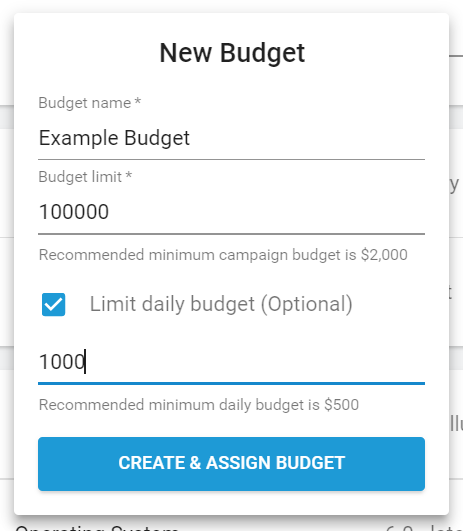 New Budget
Budget name *
Example Budget
Budget limit *
100000
Recommended minimum campaign budget is $2,000
Limit daily budget (Optional)
1000
Recommended minimum daily budget is $500
CREATE & ASSIGN BUDGET